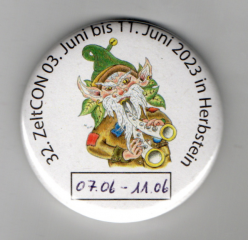 32. ZeltCON 03. Juni bis 11. Juni 2023 in Herbstein
07.06 - 11.06